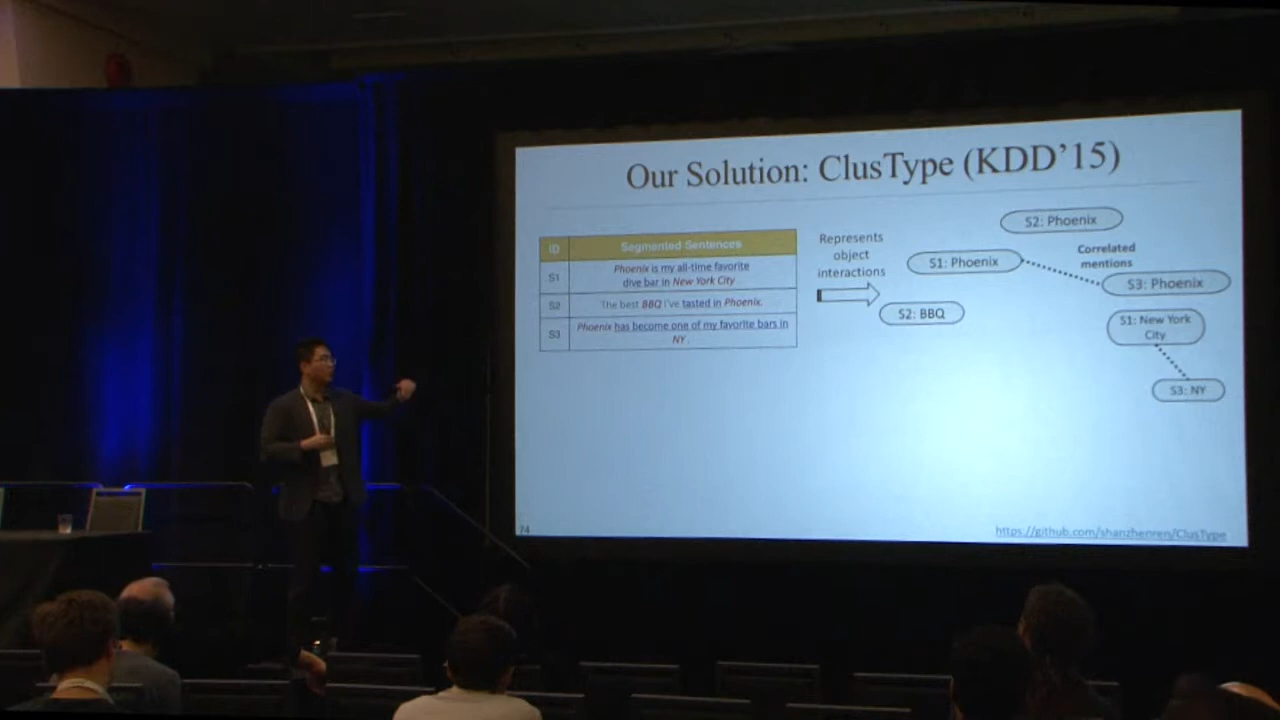 Our Solution: ClusType (KDD'15)
ID
Segmented Sentences
S1
Phoenix is my all-time favorite
dive bar in New York City
S2
The best BBQ I've tasted in Phoenix.
S3
Phoenix has become one of my favorite bars in
NY .
Represents
object
interactions
S2: Phoenix
S1: Phoenix
Correlated
mentions
S3: Phoenix
S2: BBQ
S1: New York
City
S3: NY
74
https://github.com/shanzhenren/ClusType